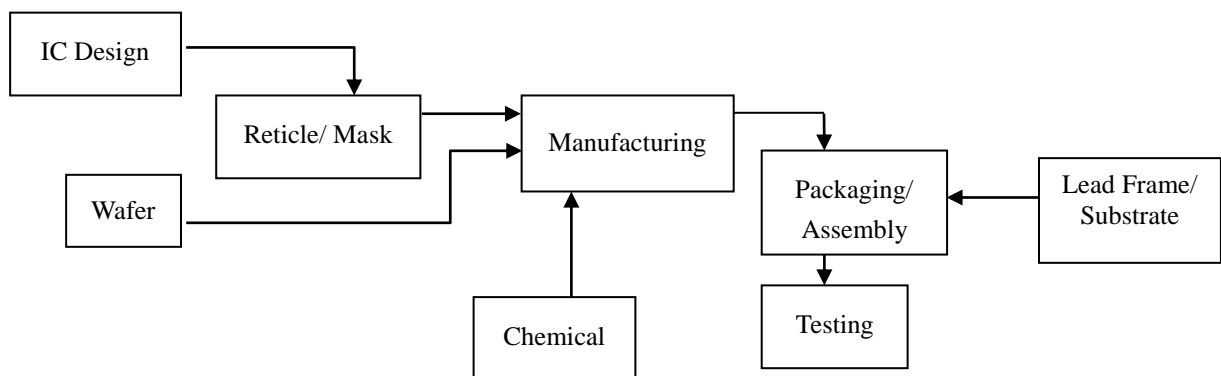 IC Design
Reticle/ Mask
Manufacturing
Wafer
Packaging/
Assembly
Lead Frame/
Substrate
Chemical
Testing